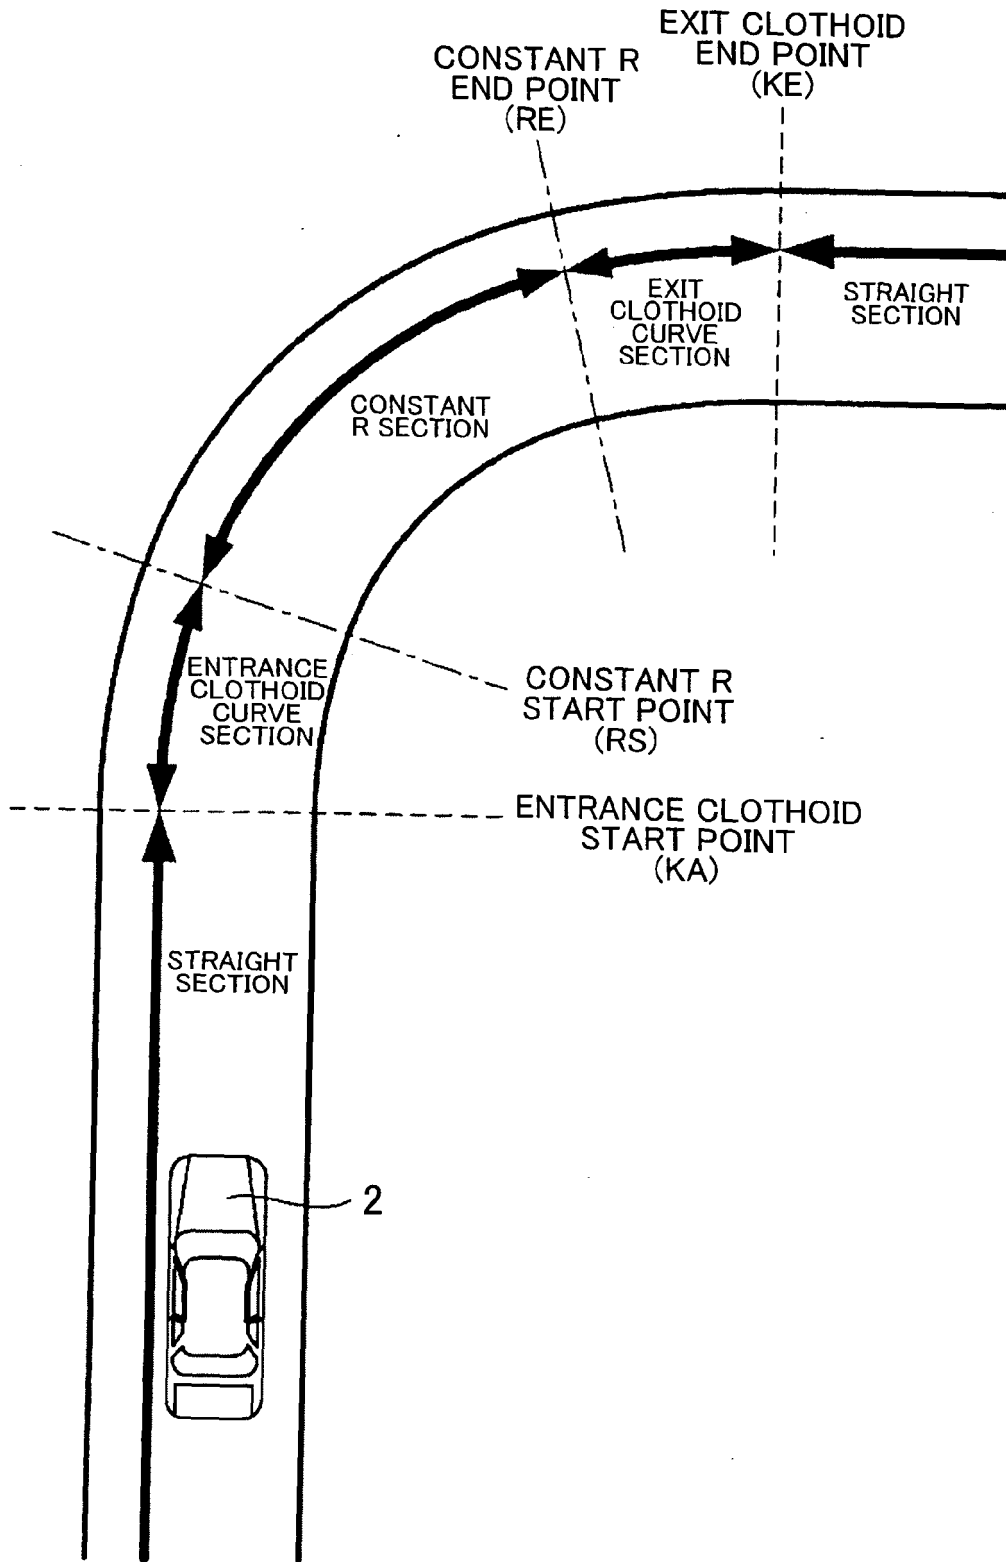 EXIT CLOTHOID
END POINT
(KE)
CONSTANT R
END POINT
(RE)
EXIT
CLOTHOID
CURVE
SECTION
STRAIGHT
SECTION
CONSTANT
R SECTION
ENTRANCE
CLOTHOID
CURVE
SECTION
CONSTANT R
START POINT
(RS)
ENTRANCE CLOTHOID
START POINT
(KA)
STRAIGHT
SECTION
2